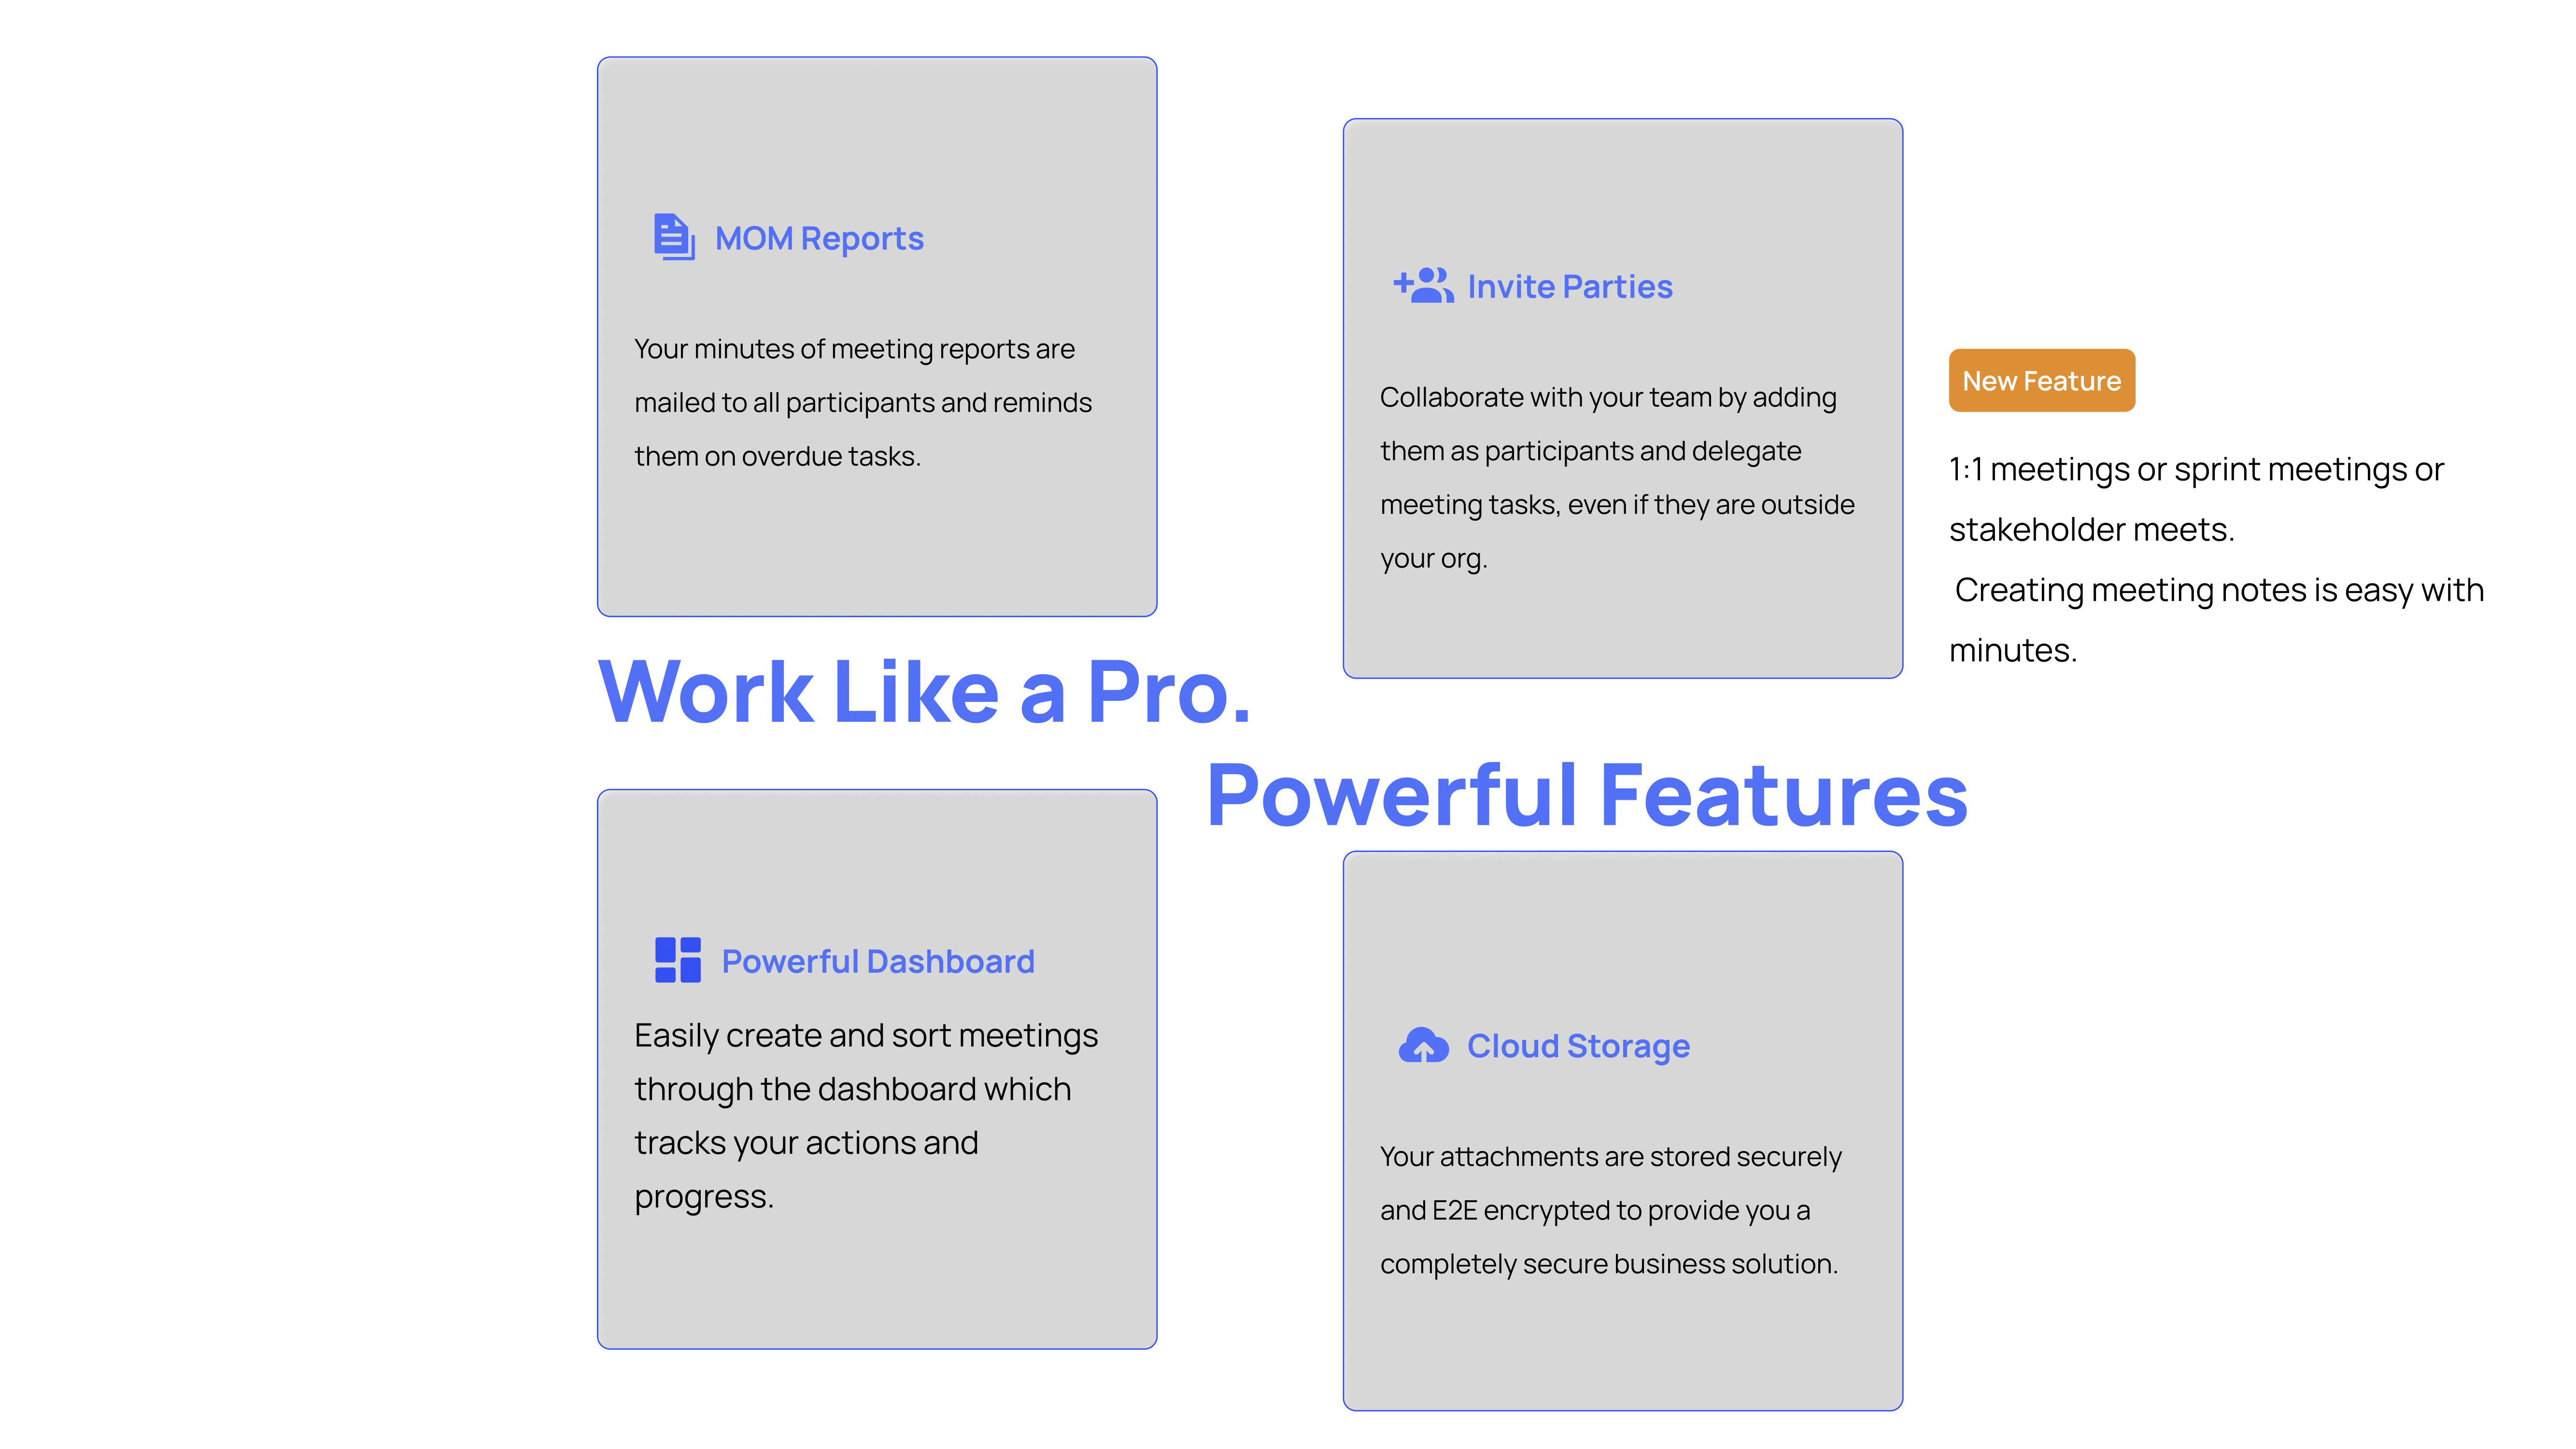 MOM Reports
Your minutes of meeting reports are
mailed to all participants and reminds
them on overdue tasks.
Invite Parties
Collaborate with your team by adding
them as participants and delegate
meeting tasks, even if they are outside
your org.
New Feature
1:1 meetings or sprint meetings or
stakeholder meets.
Creating meeting notes is easy with
minutes.
Work Like a Pro.
Powerful Features
Powerful Dashboard
Easily create and sort meetings
through the dashboard which
tracks your actions and
progress.
Cloud Storage
Your attachments are stored securely
and E2E encrypted to provide you a
completely secure business solution.